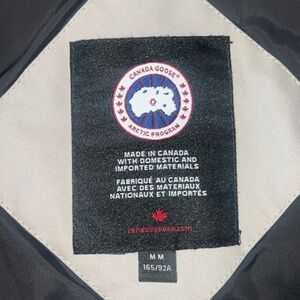 CANADA GOOSE®
ARCTIC PROGRAM
MADE IN CANADA
WITH DOMESTIC AND
IMPORTED MATERIALS
FABRIQUÉ AU CANADA
AVEC DES MATERIAUX
NATIONAUX ET IMPORTÉS
canadagoose.com
M M
165/92A